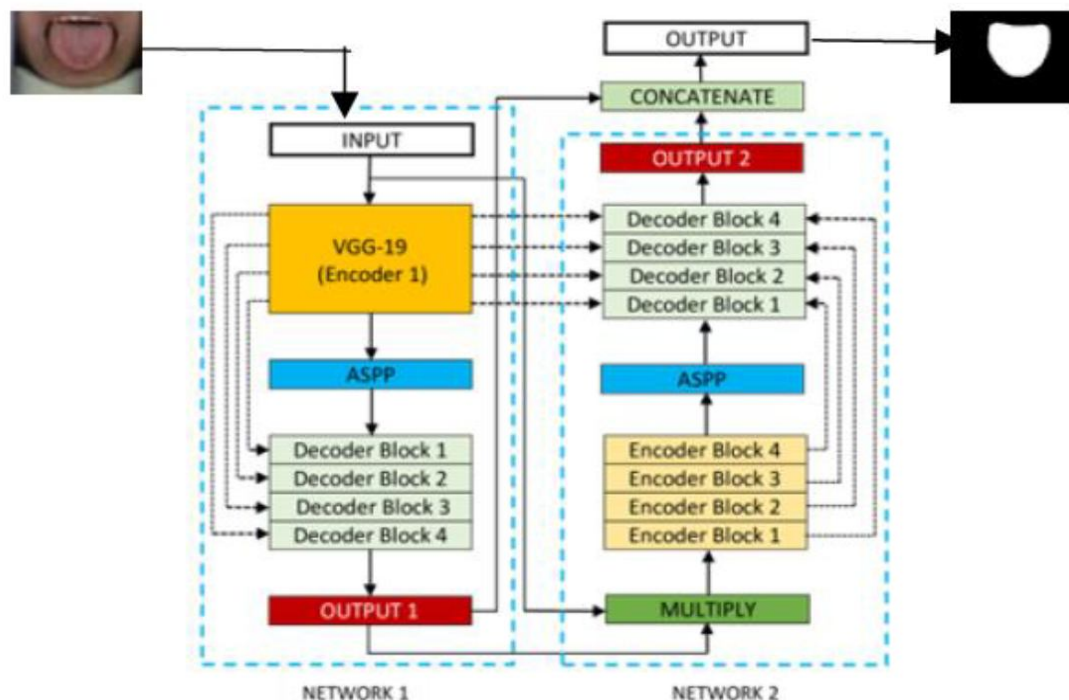 INPUT
VGG-19
(Encoder 1)
ASPP
Decoder Block 1
Decoder Block 2
Decoder Block 3
Decoder Block 4
OUTPUT 1
NETWORK 1
OUTPUT
CONCATENATE
OUTPUT 2
Decoder Block 4
Decoder Block 3
Decoder Block 2
Decoder Block 1
ASPP
Encoder Block 4
Encoder Block 3
Encoder Block 2
Encoder Block 1
MULTIPLY
NETWORK 2